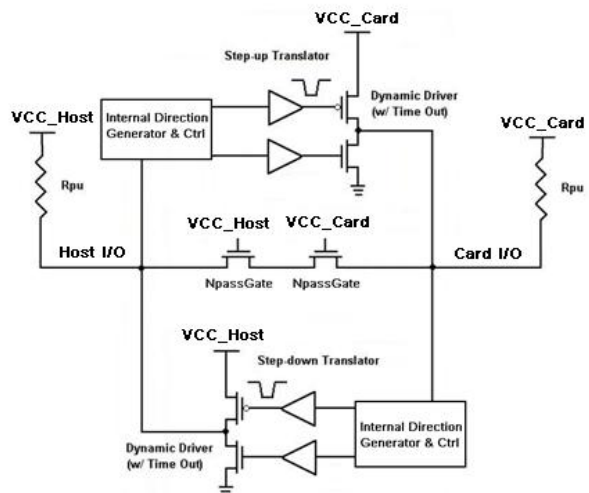 VCC_Card
Step-up Translator
Dynamic Driver
(w/ Time Out)
VCC_Host
Internal Direction
Generator & Ctrl
VCC_Card
Rpu
Rpu
VCC_Host
VCC_Card
Host I/O
Card I/O
NpassGate
NpassGate
VCC_Host
Step-down Translator
Internal Direction
Generator & Ctrl
Dynamic Driver
(w/ Time Out)